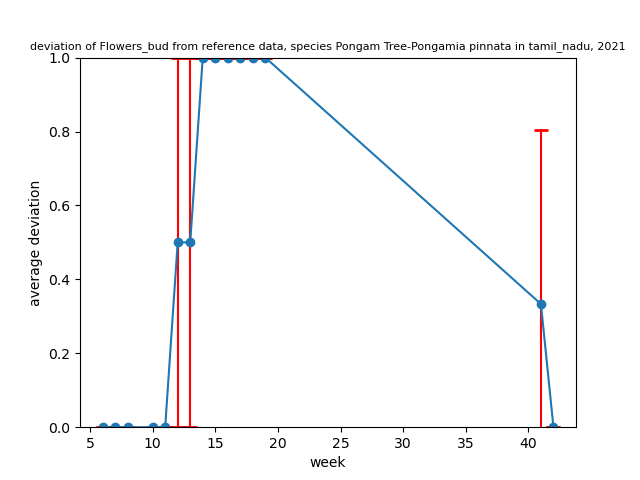 deviation of Flowers_bud from reference data, species Pongam Tree-Pongamia pinnata in tamil_nadu, 2021
1.0
0.8
0.6
0.4
0.2
0.0
average deviation
5 10 15 20 25 30 35 40
week